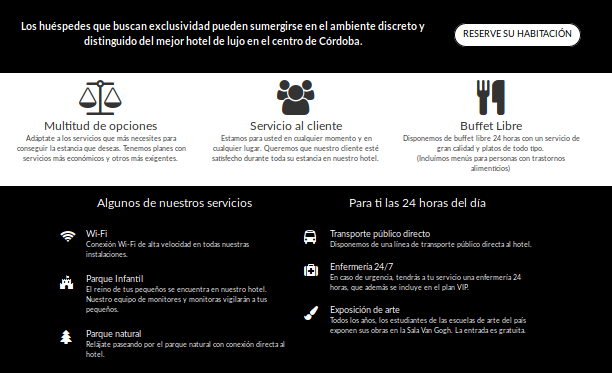 Los huéspedes que buscan exclusividad pueden sumergirse en el ambiente discreto y
distinguido del mejor hotel de lujo en el centro de Córdoba.
RESERVE SU HABITACIÓN
Multitud de opciones
Adáptate a los servicios que más necesites para
conseguir la estancia que deseas. Tenemos planes con
servicios más económicos y otros más exigentes.
Servicio al cliente
Estamos para usted en cualquier momento y en
cualquier lugar. Queremos que nuestro cliente esté
satisfecho durante toda su estancia en nuestro hotel.
Buffet Libre
Disponemos de buffet libre 24 horas con un servicio de
gran calidad y platos de todo tipo.
(Incluimos menús para personas con trastornos
alimenticios)
Algunos de nuestros servicios
Wi-Fi
Conexión Wi-Fi de alta velocidad en todas nuestras
instalaciones.
Parque Infantil
El reino de tus pequeños se encuentra en nuestro hotel.
Nuestro equipo de monitores y monitoras vigilarán a tus
pequeños.
Parque natural
Relájate paseando por el parque natural con conexión directa al
hotel.
Para ti las 24 horas del día
Transporte público directo
Disponemos de una línea de transporte público directa al hotel.
Enfermería 24/7
En caso de urgencia, tendrás a tu servicio una enfermería 24
horas, que además se incluye en el plan VIP.
Exposición de arte
Todos los años, los estudiantes de las escuelas de arte del país
exponen sus obras en la Sala Van Gogh. La entrada es gratuita.